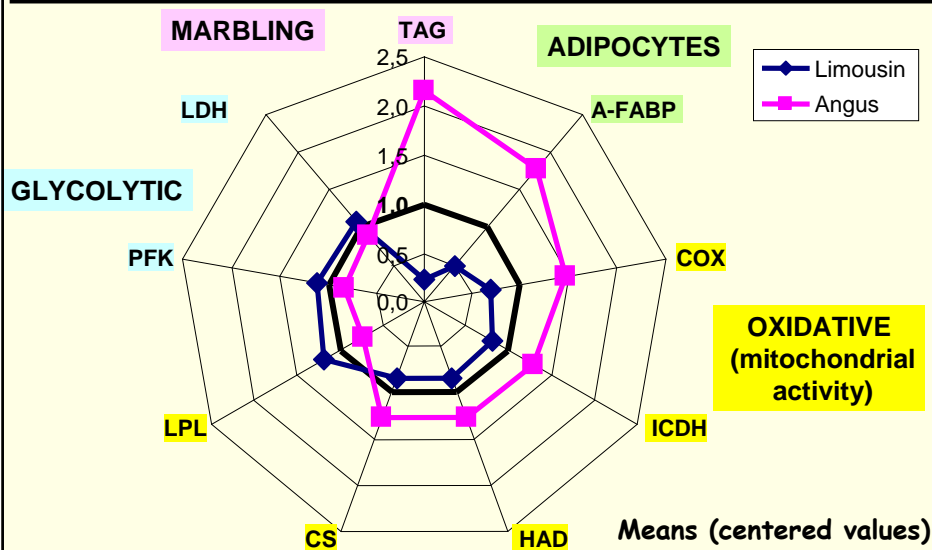 MARBLING
TAG
ADIPOCYTES
2,5
Limousin
Angus
LDH
2,0
A-FABP
1,5
GLYCOLYTIC
1,0
PFK
0,5
COX
0,0
OXIDATIVE
(mitochondrial
activity)
LPL
ICDH
CS
HAD
Means (centered values)